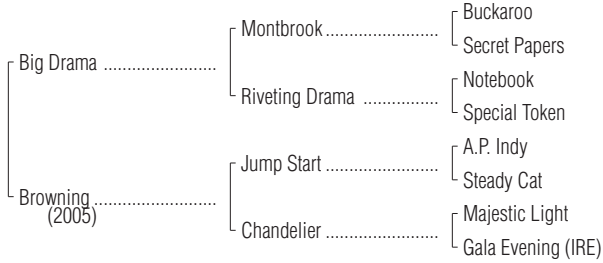 Buckaroo
Montbrook ........................
Secret Papers
Big Drama ........................
Notebook
Riveting Drama ................
Special Token
A.P. Indy
Jump Start ........................
Steady Cat
Browning ..........................
(2005)
Majestic Light
Chandelier ........................
Gala Evening (IRE)